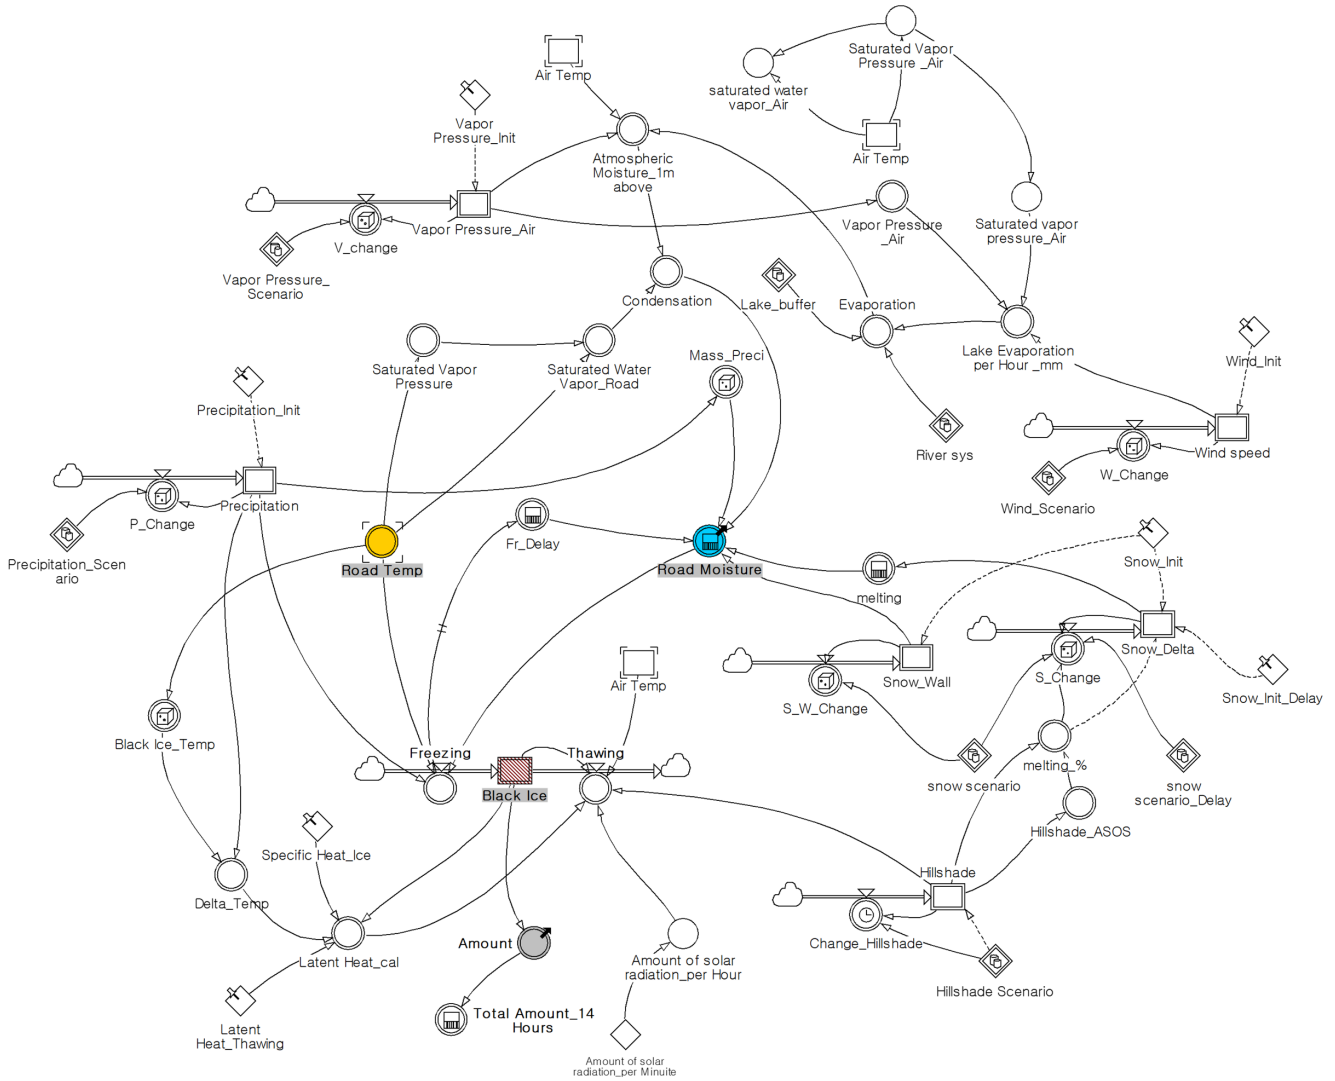 Saturated Vapor
Pressure _Air
Air Temp
saturated water
vapor_Air
Vapor
Pressure_Init
Air Temp
Atmospheric
Moisture_1m
above
V_change
Vapor Pressure_Air
Vapor Pressure
_Air
Saturated vapor
pressure_Air
Vapor Pressure_
Scenario
Condensation
Lake_buffer
Evaporation
Lake Evaporation
per Hour _mm
Wind_Init
Saturated Vapor
Pressure
Saturated Water
Vapor_Road
Mass_Preci
Precipitation_Init
River sys
Wind speed
W_Change
Wind_Scenario
Precipitation
P_Change
Precipitation_Scen
ario
Fr_Delay
Road Temp
Road Moisture
melting
Snow_Init
Snow_Delta
S_Change
Snow_Wall
S_W_Change
Snow_Init_Delay
Air Temp
Black Ice_Temp
Freezing
Thawing
Black Ice
melting_%
snow scenario
snow
scenario_Delay
Hillshade_ASOS
Specific Heat_Ice
Hillshade
Delta_Temp
Change_Hillshade
Amount
Latent Heat_cal
Amount of solar
radiation_per Hour
Hillshade Scenario
Total Amount_14
Hours
Latent
Heat_Thawing
Amount of solar
radiation_per Minuite